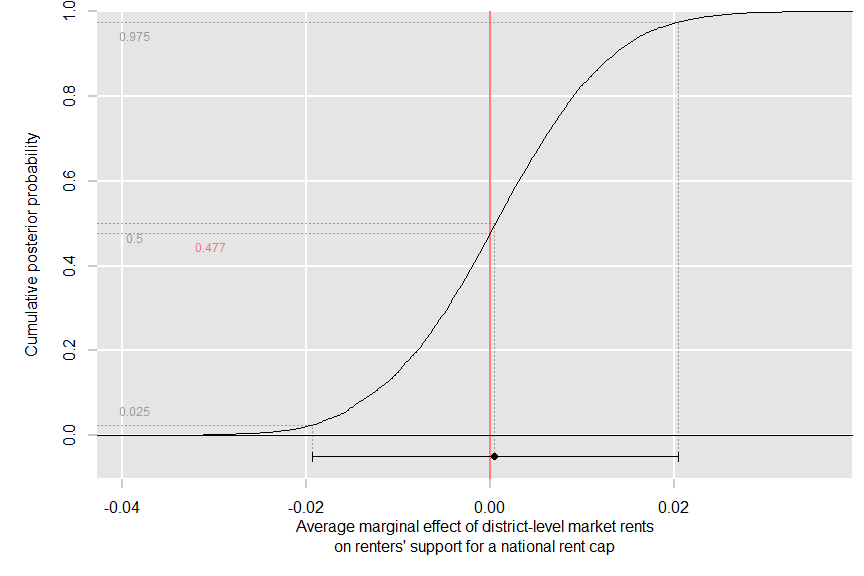 1.0
0.975
0.8
0.6
0.5
0.477
0.4
0.2
0.025
0.0
Cumulative posterior probability
-0.04 -0.02 0.00 0.02
Average marginal effect of district-level market rents
on renters' support for a national rent cap